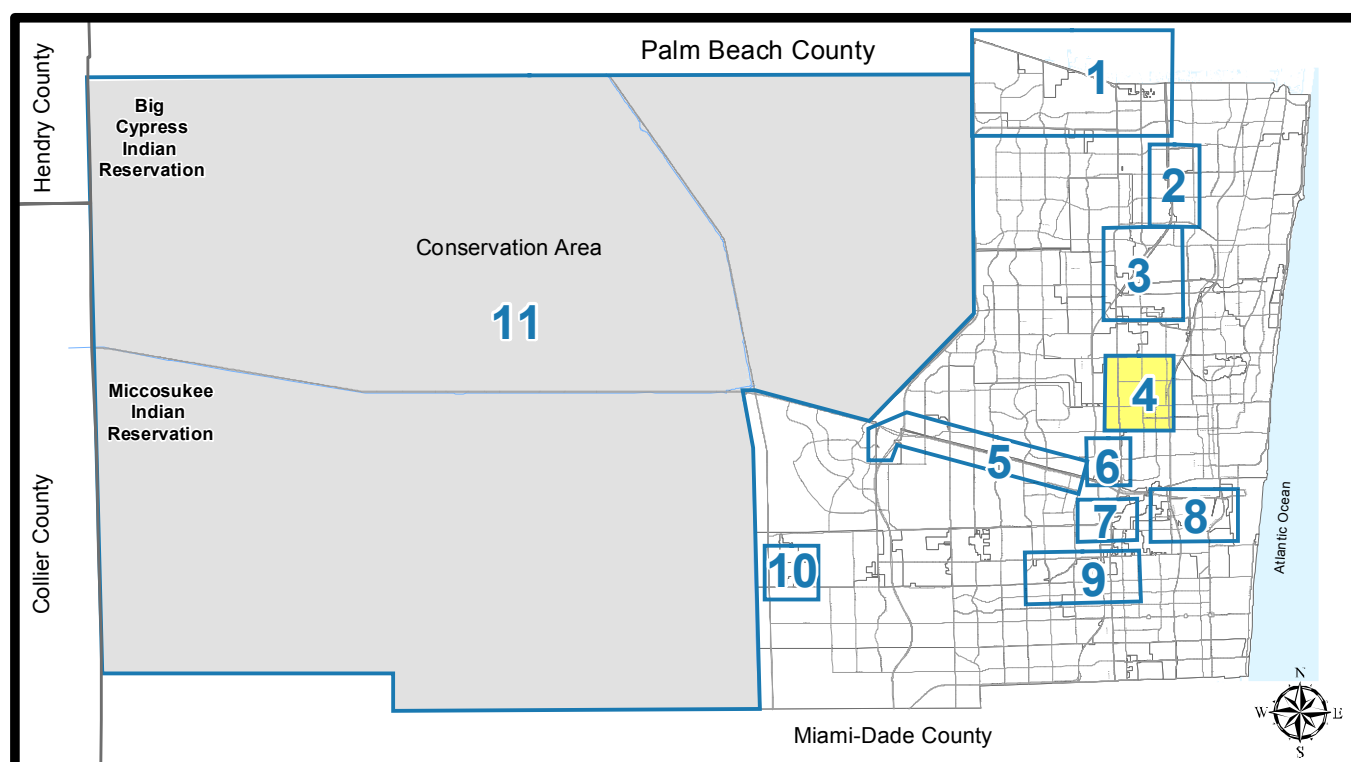 Palm Beach County
Hendry County
Big
Cypress
Indian
Reservation
1
2
Conservation Area
3
11
Miccosukee
Indian
Reservation
4
5
6
7
8
Atlantic Ocean
Collier County
10
9
N
W
E
S
Miami-Dade County